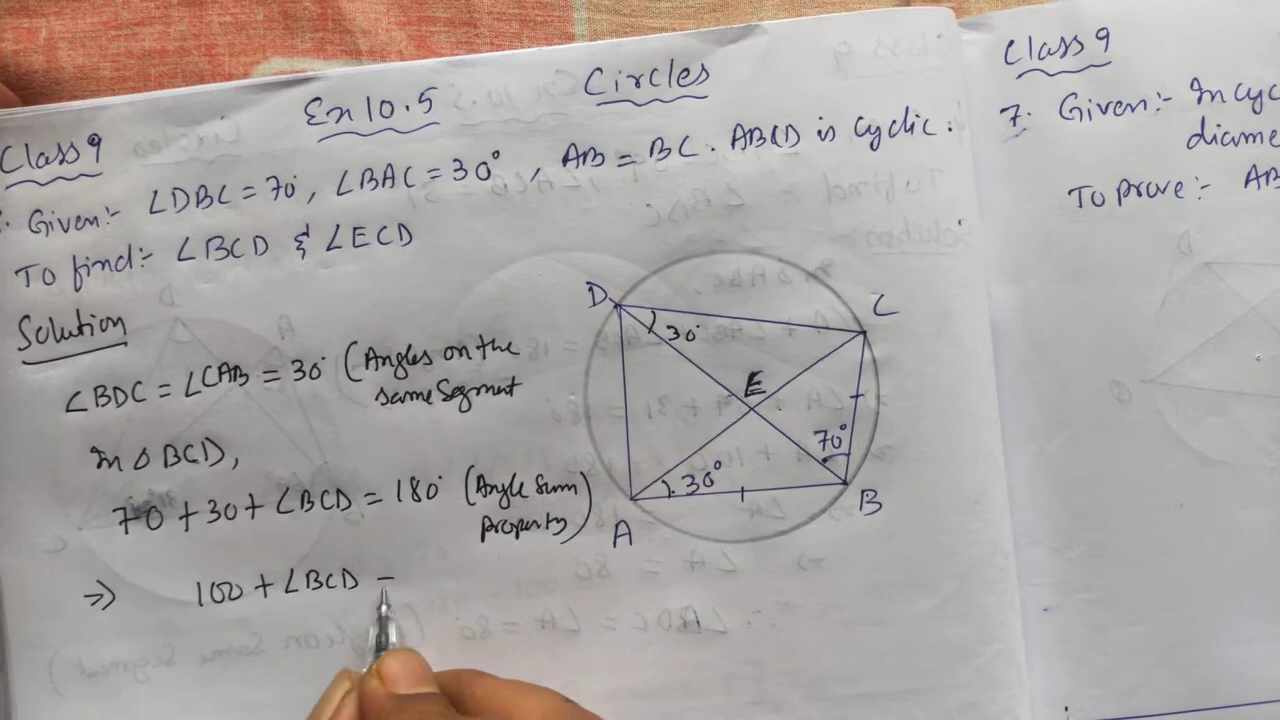 Class 9
Ex 10.5
Circles
Given:- ∠DBC = 70°, ∠BAC = 30°, AB = BC. ABCD is cyclic.
To find:- ∠BCD & ∠ECD
Solution
∠BDC = ∠CAB = 30° (Angles on the
same segment
In △BCD,
70 + 30 + ∠BCD = 180° (Angle sum
property)
⇒ 100 + ∠BCD =
D
C
30°
E
70°
30°
A
B
Class 9
7. Given:- In cyc
diame
To prove:- AB